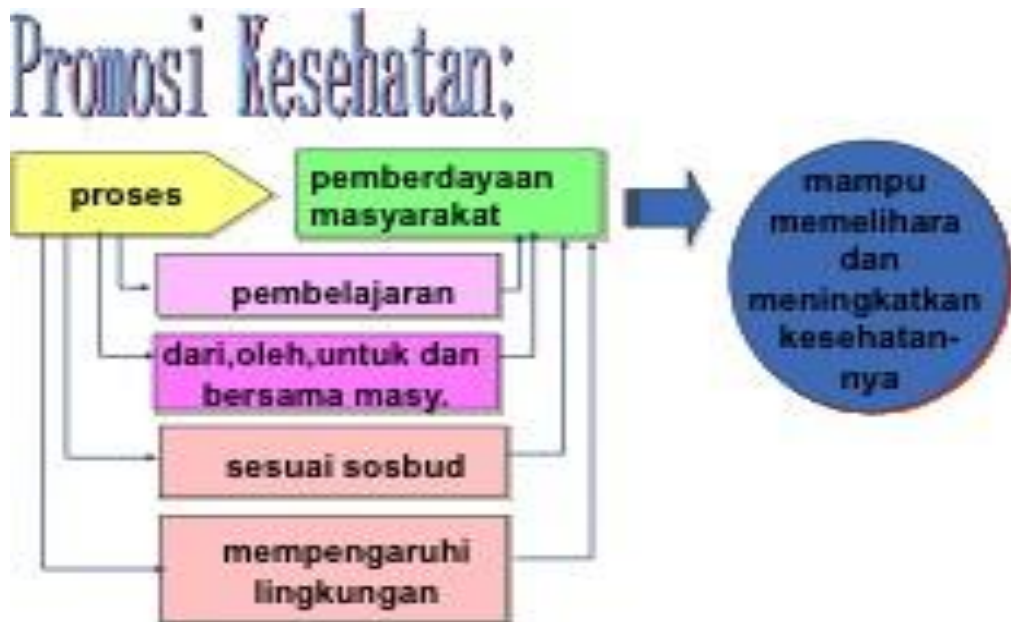 Promosi Kesehatan:
proses
pemberdayaan
masyarakat
pembelajaran
dari,oleh,untuk dan
bersama masy.
sesuai sosbud
mempengaruhi
lingkungan
mampu
memelihara
dan
meningkatkan
kesehatan-
nya